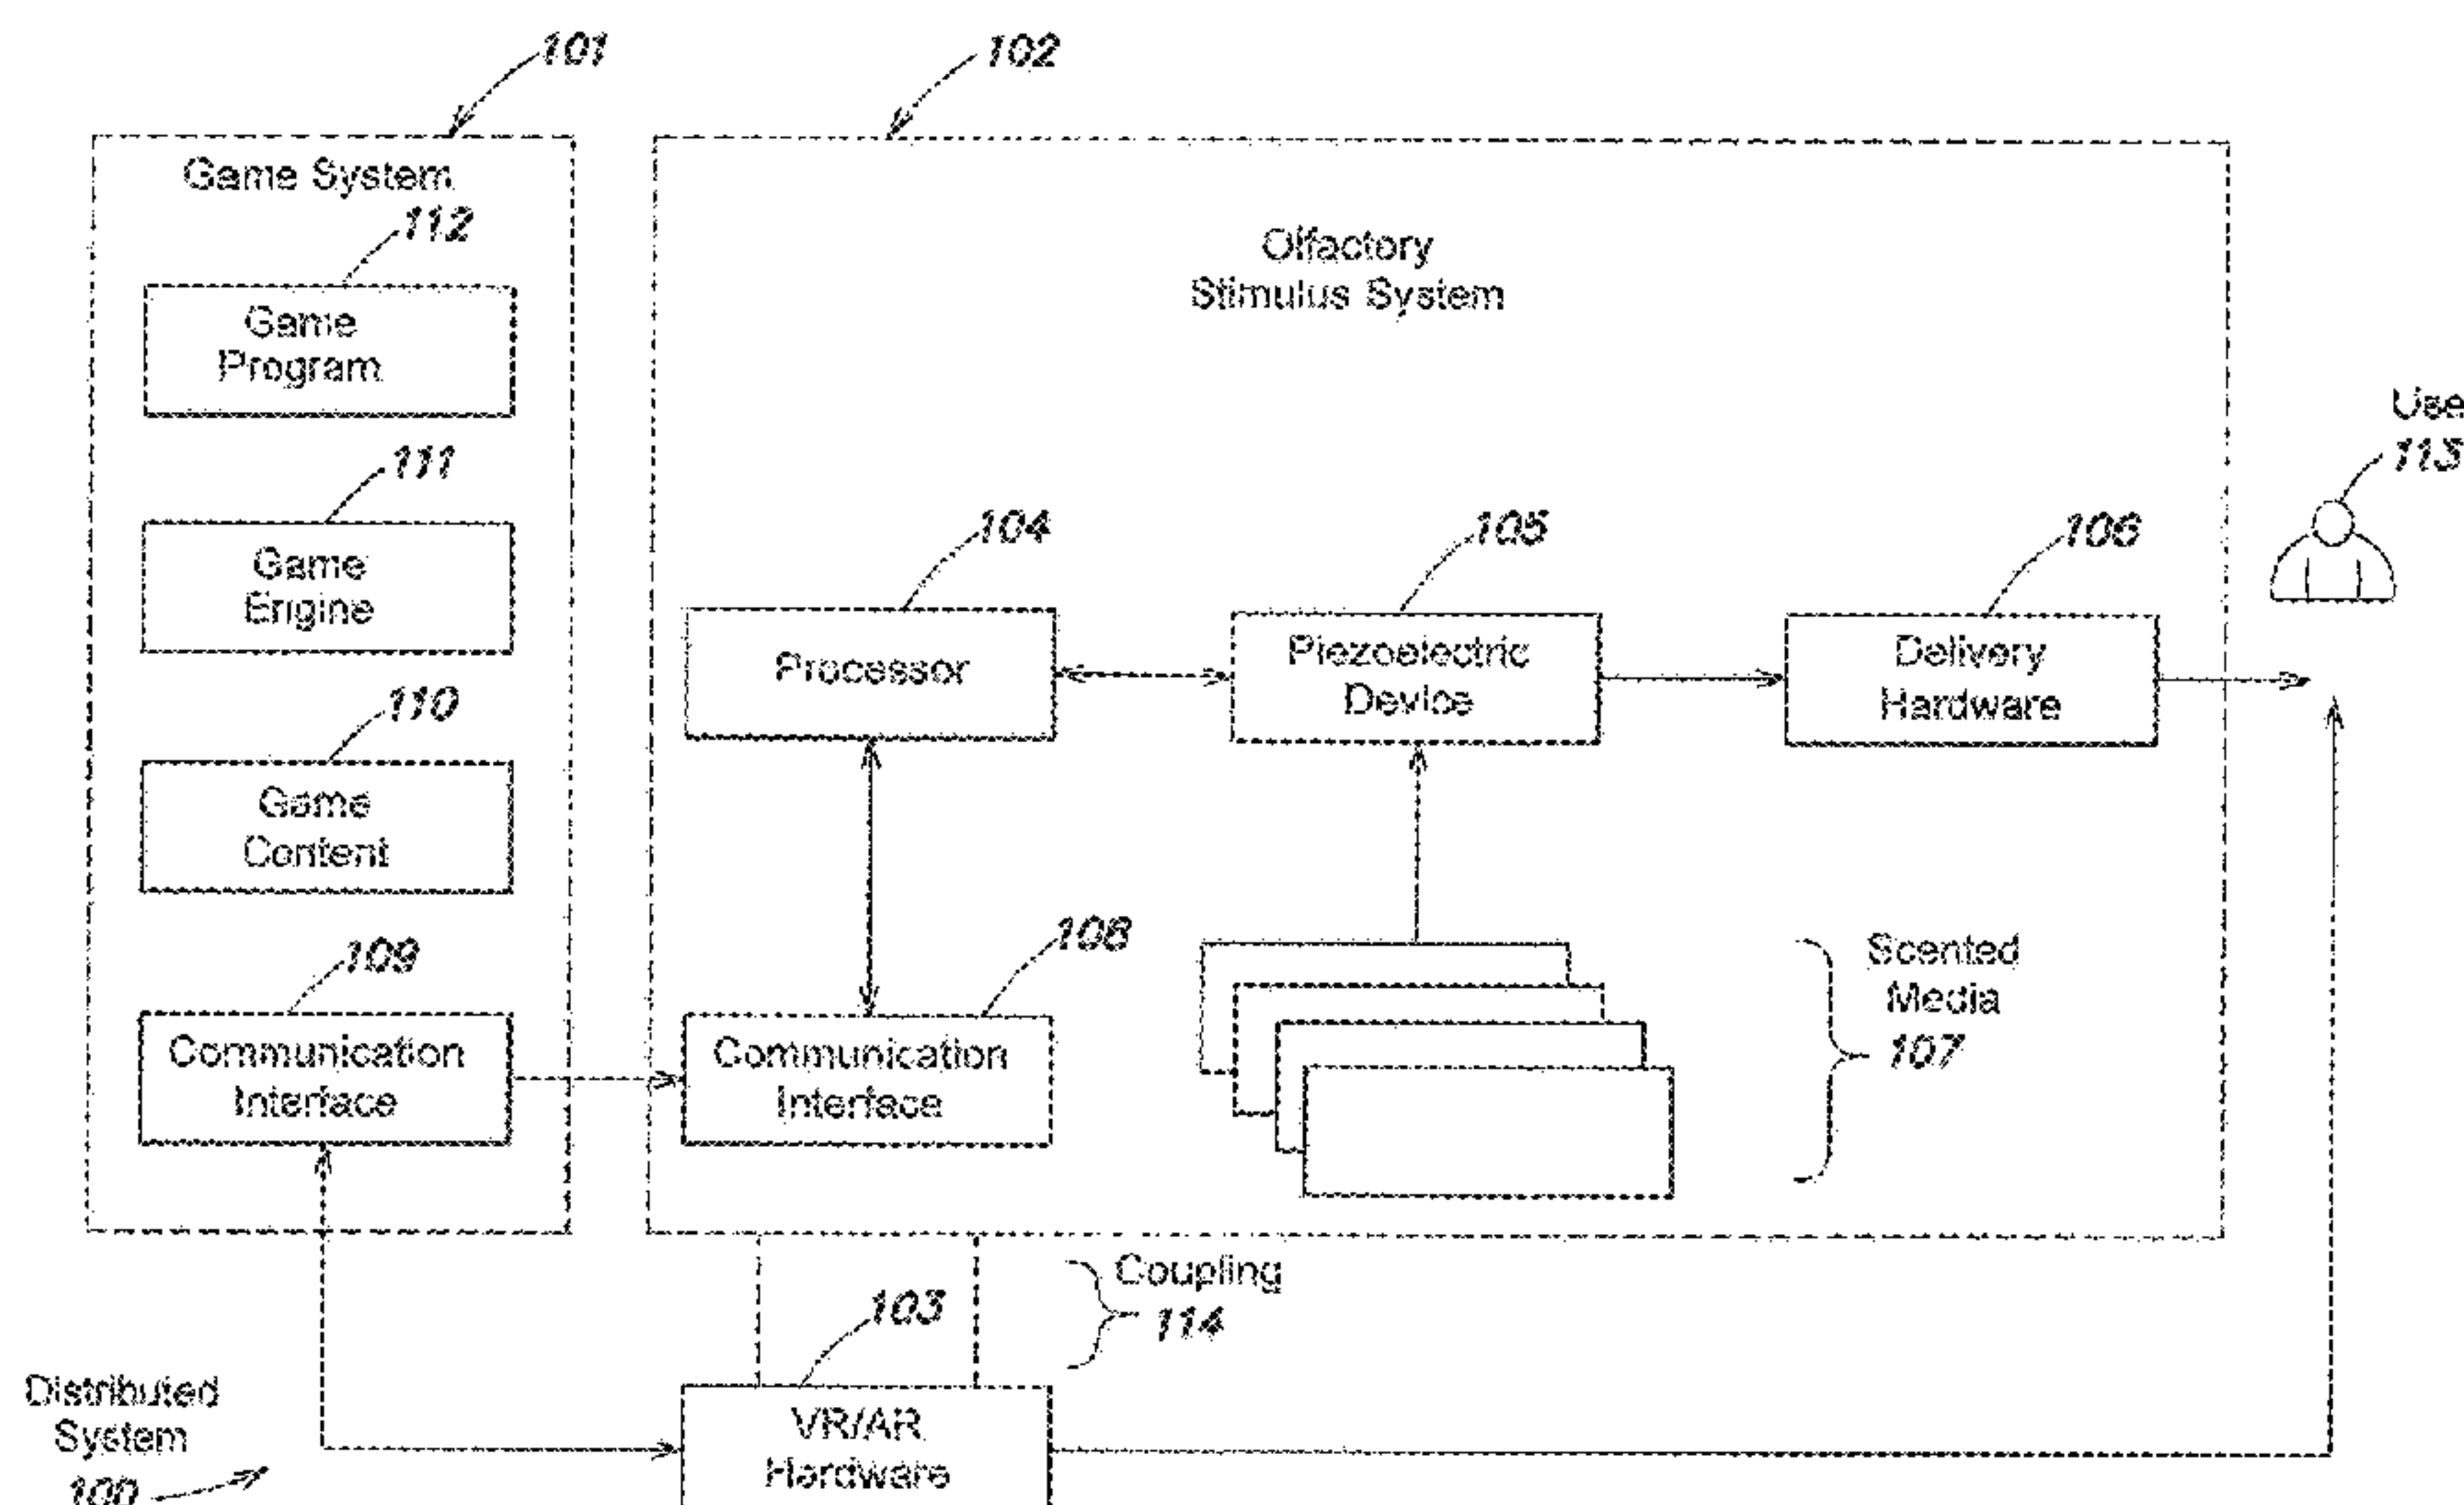 101
102
Game System
112
Game
Program
111
Game
Engine
110
Game
Content
109
Communication
Interface
Olfactory
Stimulus System
104
Processor
105
Piezoelectric
Device
106
Delivery
Hardware
108
Communication
Interface
Scented
Media
107
Use
113
Coupling
114
103
VR/AR
Hardware
Distributed
System
100